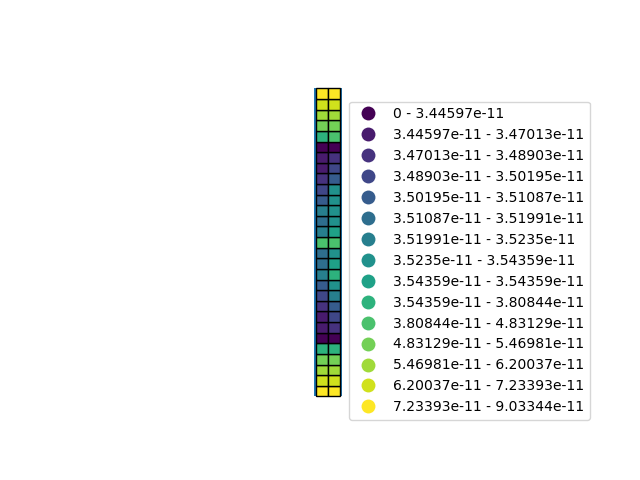 0 - 3.44597e-11
3.44597e-11 - 3.47013e-11
3.47013e-11 - 3.48903e-11
3.48903e-11 - 3.50195e-11
3.50195e-11 - 3.51087e-11
3.51087e-11 - 3.51991e-11
3.51991e-11 - 3.5235e-11
3.5235e-11 - 3.54359e-11
3.54359e-11 - 3.54359e-11
3.54359e-11 - 3.80844e-11
3.80844e-11 - 4.83129e-11
4.83129e-11 - 5.46981e-11
5.46981e-11 - 6.20037e-11
6.20037e-11 - 7.23393e-11
7.23393e-11 - 9.03344e-11